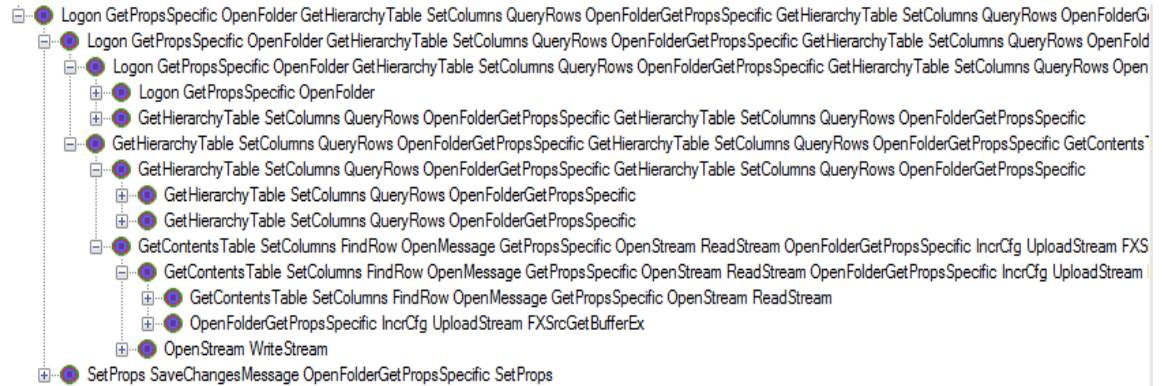 Logon GetPropsSpecific OpenFolder GetHierarchyTable SetColumns QueryRows OpenFolderGetPropsSpecific GetHierarchyTable SetColumns QueryRows OpenFolderG
Logon GetPropsSpecific OpenFolder GetHierarchyTable SetColumns QueryRows OpenFolderGetPropsSpecific GetHierarchyTable SetColumns QueryRows OpenFold
Logon GetPropsSpecific OpenFolder GetHierarchyTable SetColumns QueryRows OpenFolderGetPropsSpecific GetHierarchyTable SetColumns QueryRows Open
Logon GetPropsSpecific OpenFolder
GetHierarchyTable SetColumns QueryRows OpenFolderGetPropsSpecific GetHierarchyTable SetColumns QueryRows OpenFolderGetPropsSpecific
GetHierarchyTable SetColumns QueryRows OpenFolderGetPropsSpecific GetHierarchyTable SetColumns QueryRows OpenFolderGetPropsSpecific GetContentsT
GetHierarchyTable SetColumns QueryRows OpenFolderGetPropsSpecific GetHierarchyTable SetColumns QueryRows OpenFolderGetPropsSpecific
GetHierarchyTable SetColumns QueryRows OpenFolderGetPropsSpecific
GetHierarchyTable SetColumns QueryRows OpenFolderGetPropsSpecific
GetContentsTable SetColumns FindRow OpenMessage GetPropsSpecific OpenStream ReadStream OpenFolderGetPropsSpecific IncrCfg UploadStream FXS
GetContentsTable SetColumns FindRow OpenMessage GetPropsSpecific OpenStream ReadStream OpenFolderGetPropsSpecific IncrCfg UploadStream
GetContentsTable SetColumns FindRow OpenMessage GetPropsSpecific OpenStream ReadStream
OpenFolderGetPropsSpecific IncrCfg UploadStream FXSrcGetBufferEx
OpenStream WriteStream
SetProps SaveChangesMessage OpenFolderGetPropsSpecific SetProps